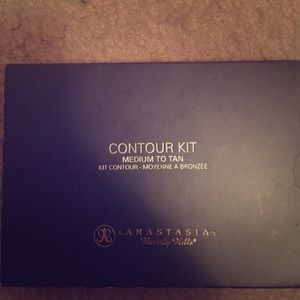 CONTOUR KIT
MEDIUM TO TAN
KIT CONTOUR - MOYENNE A BRONZÉE
ANASTASIA
Beverly Hills®